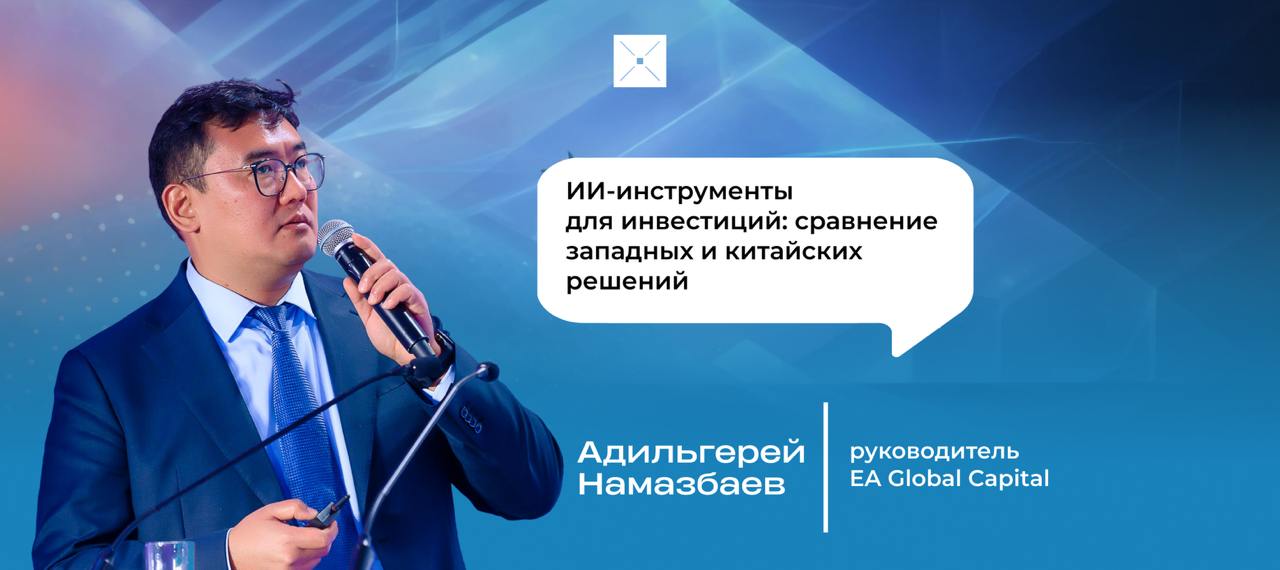 ИИ-инструменты
для инвестиций: сравнение
западных и китайских
решений
Адильгерей
Намазбаев
руководитель
EA Global Capital